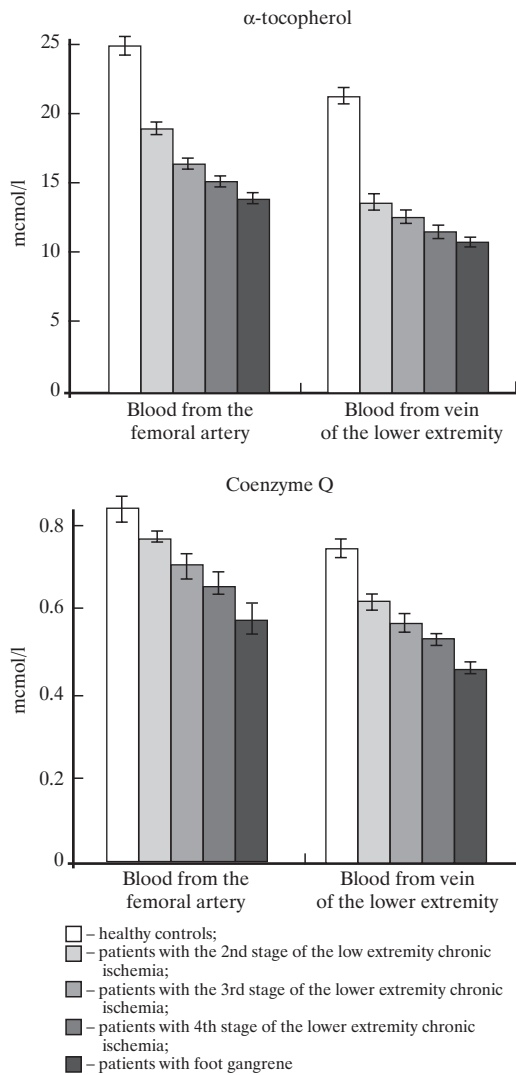 α-tocopherol
25
20
15
10
5
0
mcmol/l
Blood from the
femoral artery
Blood from vein
of the lower extremity
Coenzyme Q
0.8
0.6
0.4
0.2
0
mcmol/l
Blood from the
femoral artery
Blood from vein
of the lower extremity
– healthy controls;
– patients with the 2nd stage of the low extremity chronic
ischemia;
– patients with the 3rd stage of the lower extremity chronic
ischemia;
– patients with 4th stage of the lower extremity chronic
ischemia;
– patients with foot gangrene